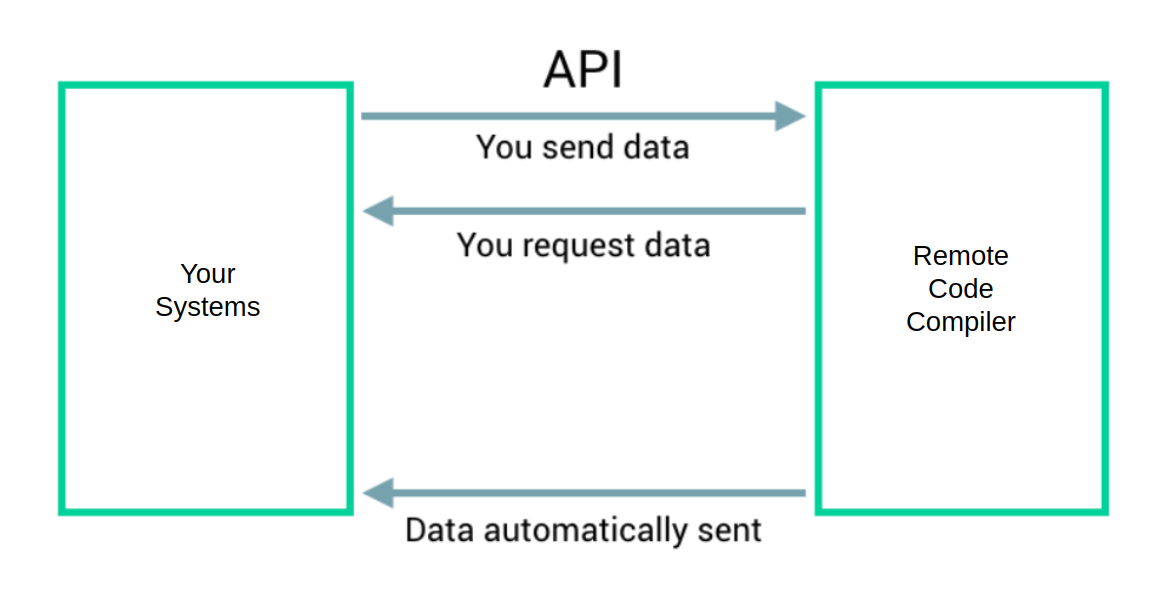 API
You send data
You request data
Your
Systems
Remote
Code
Compiler
Data automatically sent